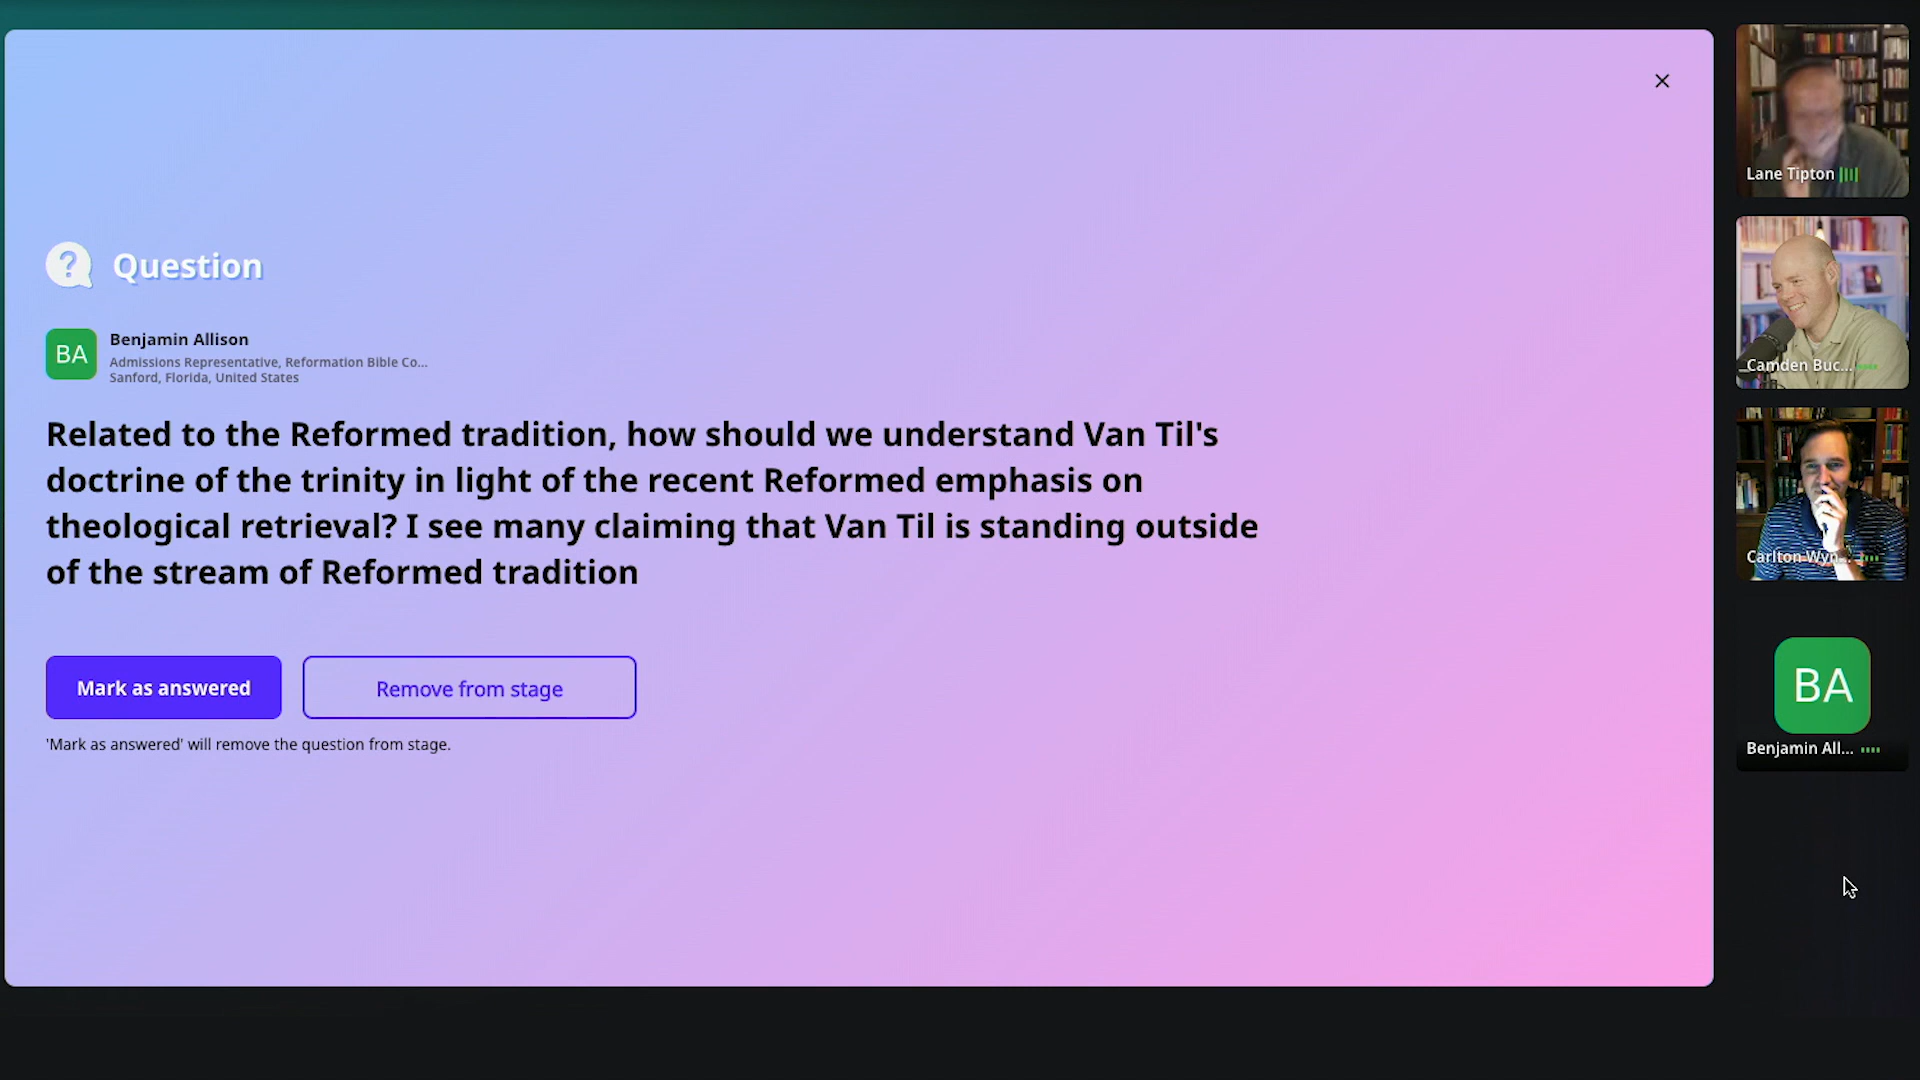 Question
BA
Benjamin Allison
Admissions Representative, Reformation Bible Co...
Sanford, Florida, United States
Related to the Reformed tradition, how should we understand Van Til's
doctrine of the trinity in light of the recent Reformed emphasis on
theological retrieval? I see many claiming that Van Til is standing outside
of the stream of Reformed tradition
Mark as answered
Remove from stage
'Mark as answered' will remove the question from stage.
Lane Tipton
Camden Buc...
Carlton Wyn...
BA
Benjamin All...